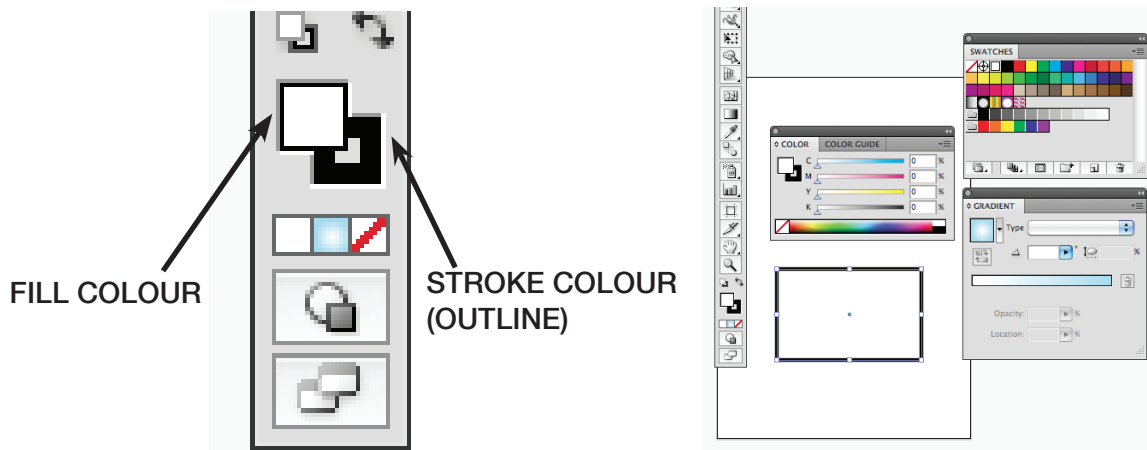 FILL COLOUR
STROKE COLOUR
(OUTLINE)
SWATCHES
COLOR
COLOR GUIDE
C 0 %
M 0 %
Y 0 %
K 0 %
GRADIENT
Type
° %
Opacity: %
Location: %